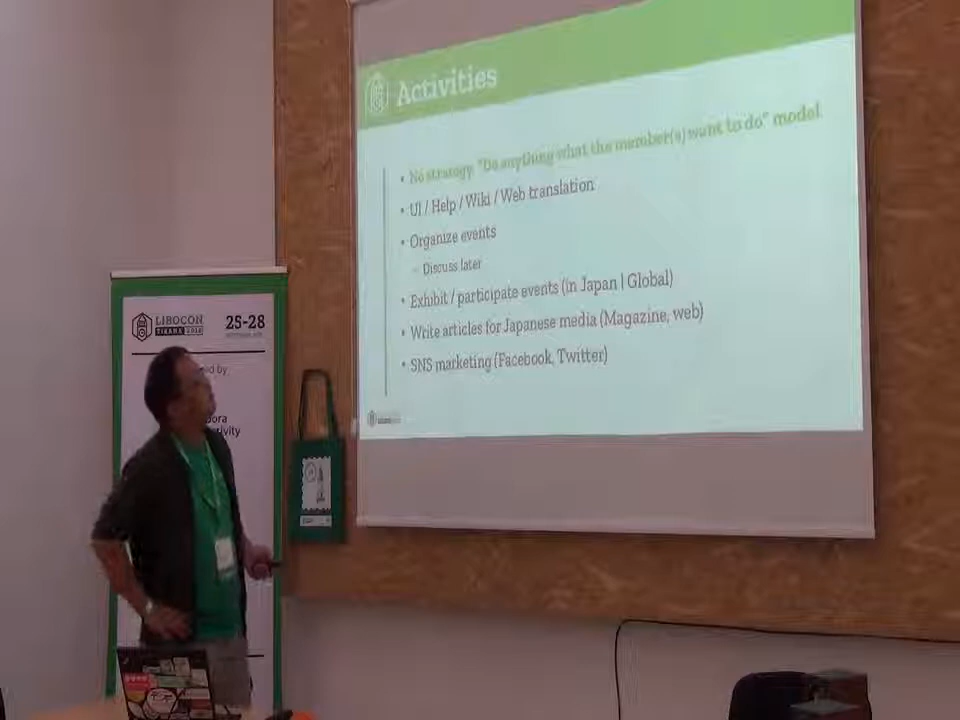 Activities
• No strategy. "Do anything what the member(s) want to do" model
• UI / Help / Wiki / Web translation
• Organize events
– Discuss later
• Exhibit / participate events (in Japan | Global)
• Write articles for Japanese media (Magazine, web)
• SNS marketing (Facebook, Twitter)
LIBOCON
TIRANA 2018
25-28